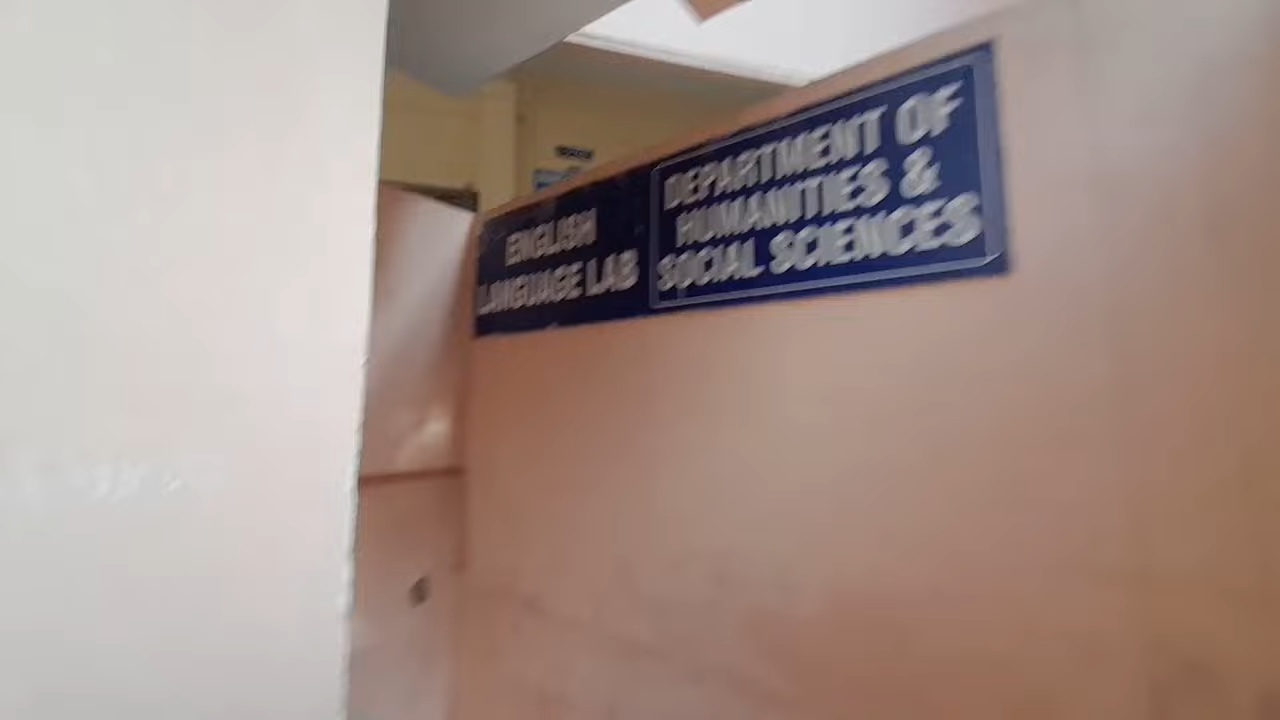 ENGLISH
LANGUAGE LAB
DEPARTMENT OF
HUMANITIES &
SOCIAL SCIENCES